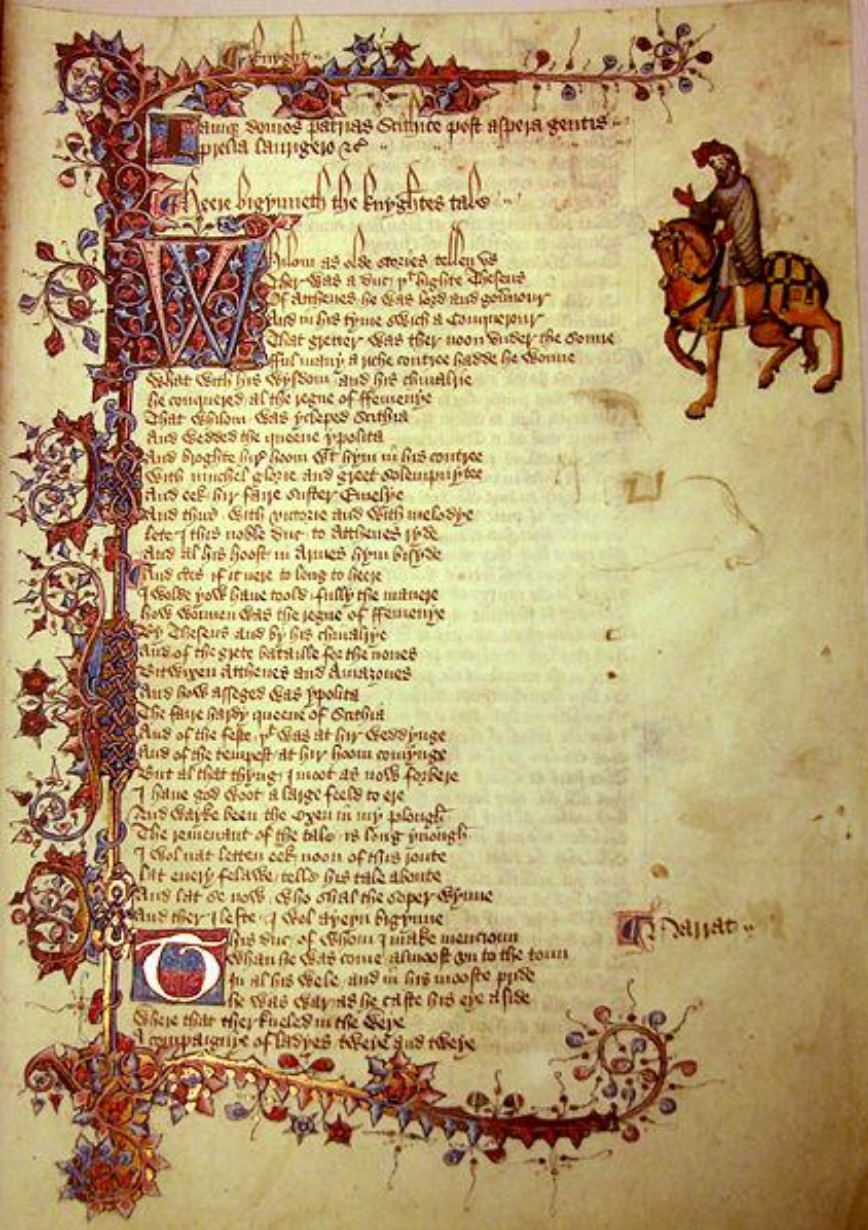 Knyght
Iamque domos patrias Scithice post aspera gentis
prelia laurigero &c
Heere bigynneth the knyghtes tale
Whilom as olde stories tellen us
Ther was a duc þt highte Theseus
Of Atthenes he was lord and gouernour
And in his tyme swich a Conquerour
That gretter was ther noon vnder the sonne
fful many a riche contree hadde he wonne
What with his wysdom and his chiualrie
he conquered al the regne of ffemenye
That whilom was ycleped Scithia
And wedded the queene ypolita
And broghte hir hoom wt hym in his contree
With muchel glorie and greet solempnytee
And eek hir faire suster Emelye
And thus with victorie and with melodye
lete I this noble duc to Atthenes ryde
And al his hoost in Armes hym bisyde
And certes if it nere to long to heere
I wolde yow haue toold fully the manere
how wonnen was the regne of ffemenye
By Theseus and by his chiualrye
And of the grete bataille for the nones
Bitwixen Atthenes and Amazones
And how asseged was ypolita
The faire hardy queene of Scithia
And of the feste þt was at hir weddynge
And of the tempest at hir hoom comynge
But al that thyng I moot as now forbere
I haue god woot a large feeld to ere
And wayke been the oxen in my plough
The remenant of the tale is long ynough
I wol nat letten eek noon of this route
lat euery felawe telle his tale aboute
And lat se now who shal the soper wynne
And ther I lefte I wol ayeyn bigynne
This duc of whom I make mencioun
Whan he was come almoost vn to the toun
In al his wele and in his mooste pride
he was war as he caste his eye aside
Where that ther kneled in the weye
A compaignye of ladyes tweye and tweye
Narrat